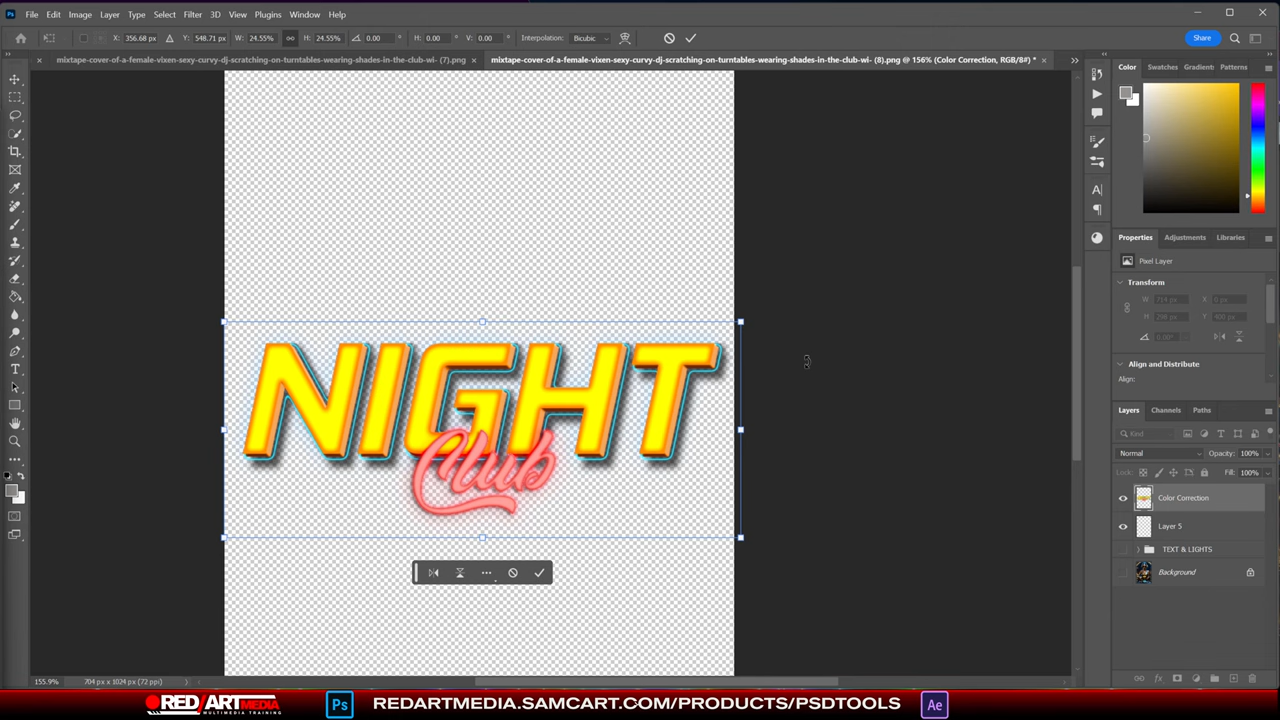 Ps File Edit Image Layer Type Select Filter 3D View Plugins Window Help
X: 356.68 px Y: 548.71 px W: 24.55% H: 24.55% 0.00 ° H: 0.00 ° V: 0.00 ° Interpolation: Bicubic Share
mixtape-cover-of-a-female-vixen-sexy-curvy-dj-scratching-on-turntables-wearing-shades-in-the-club-wi- (7).png
mixtape-cover-of-a-female-vixen-sexy-curvy-dj-scratching-on-turntables-wearing-shades-in-the-club-wi- (8).png @ 156% (Color Correction, RGB/8#) *
Color Swatches Gradient: Patterns
Properties Adjustments Libraries
Pixel Layer
Transform
W 714 px X 0 px
H 298 px Y 400 px
0.00°
Align and Distribute
Align:
NIGHT
Club
Layers Channels Paths
Kind
Normal Opacity: 100%
Lock: Fill: 100%
Color Correction
Layer 5
TEXT & LIGHTS
Background
155.9% 704 px x 1024 px (72 ppi)
RED/ART MEDIA
MULTIMEDIA TRAINING
Ps
REDARTMEDIA.SAMCART.COM/PRODUCTS/PSDTOOLS
Ae